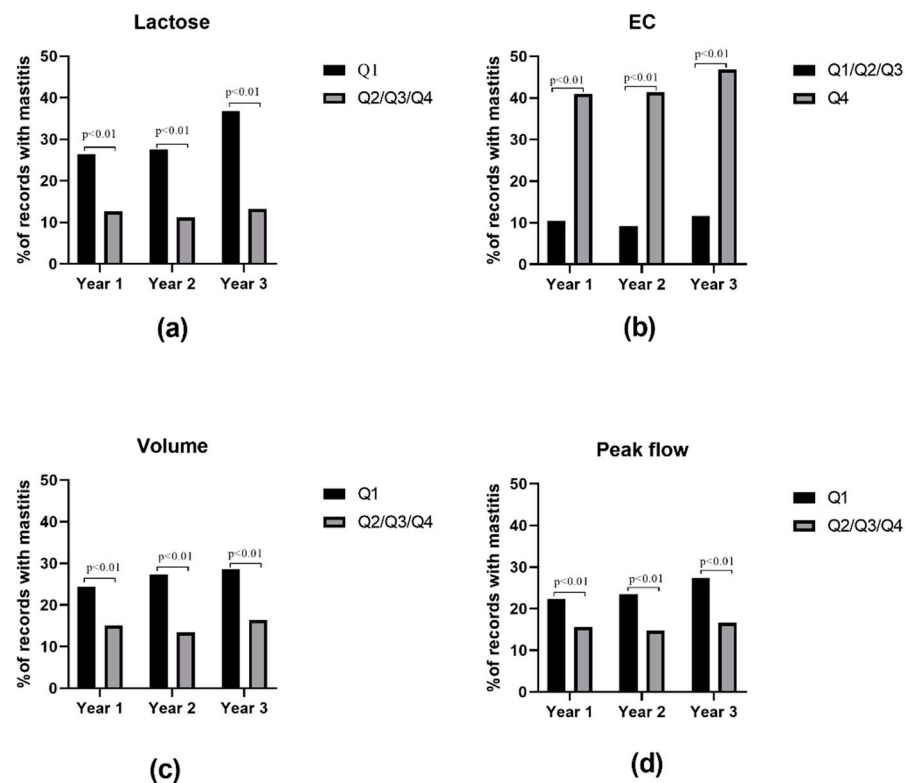 Lactose
%of records with mastitis
50
40
30
20
10
0
p<0.01
p<0.01
p<0.01
Year 1 Year 2 Year 3
Q1
Q2/Q3/Q4
(a)
EC
%of records with mastitis
50
40
30
20
10
0
p<0.01
p<0.01
p<0.01
Year 1 Year 2 Year 3
Q1/Q2/Q3
Q4
(b)
Volume
%of records with mastitis
50
40
30
20
10
0
p<0.01
p<0.01
p<0.01
Year 1 Year 2 Year 3
Q1
Q2/Q3/Q4
(c)
Peak flow
%of records with mastitis
50
40
30
20
10
0
p<0.01
p<0.01
p<0.01
Year 1 Year 2 Year 3
Q1
Q2/Q3/Q4
(d)